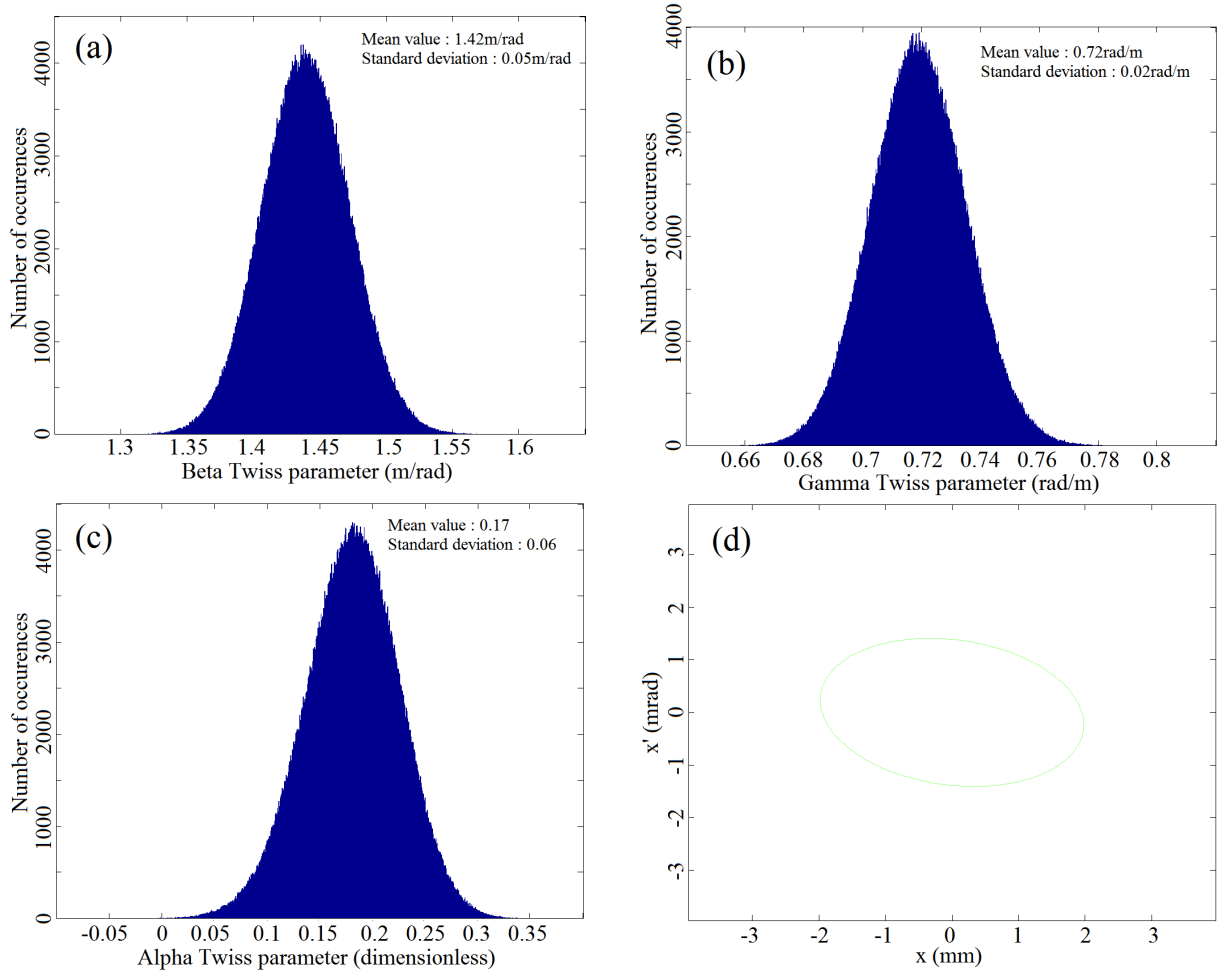 (a)
Mean value : 1.42m/rad
Standard deviation : 0.05m/rad
Number of occurences
0
1000
2000
3000
4000
1.3
1.35
1.4
1.45
1.5
1.55
1.6
Beta Twiss parameter (m/rad)
(b)
Mean value : 0.72rad/m
Standard deviation : 0.02rad/m
Number of occurences
0
1000
2000
3000
4000
0.66
0.68
0.7
0.72
0.74
0.76
0.78
0.8
Gamma Twiss parameter (rad/m)
(c)
Mean value : 0.17
Standard deviation : 0.06
Number of occurences
0
1000
2000
3000
4000
-0.05
0
0.05
0.1
0.15
0.2
0.25
0.3
0.35
Alpha Twiss parameter (dimensionless)
(d)
x' (mrad)
3
2
1
0
-1
-2
-3
-3
-2
-1
0
1
2
3
x (mm)